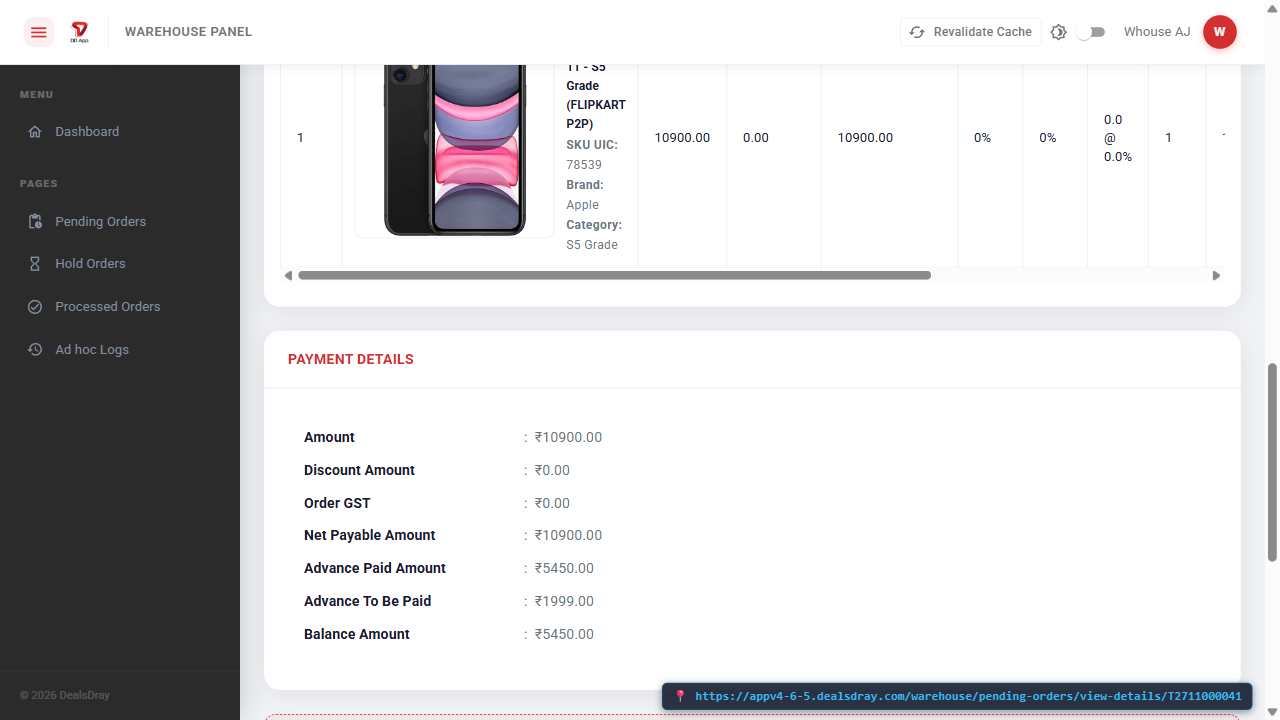 DD App
WAREHOUSE PANEL
Revalidate Cache
Whouse AJ
W
MENU
Dashboard
PAGES
Pending Orders
Hold Orders
Processed Orders
Ad hoc Logs
© 2026 DealsDray
1
11 - S5
Grade
(FLIPKART
P2P)
SKU UIC:
78539
Brand:
Apple
Category:
S5 Grade
10900.00
0.00
10900.00
0%
0%
0.0
@
0.0%
1
PAYMENT DETAILS
Amount : ₹10900.00
Discount Amount : ₹0.00
Order GST : ₹0.00
Net Payable Amount : ₹10900.00
Advance Paid Amount : ₹5450.00
Advance To Be Paid : ₹1999.00
Balance Amount : ₹5450.00
https://appv4-6-5.dealsdray.com/warehouse/pending-orders/view-details/T2711000041